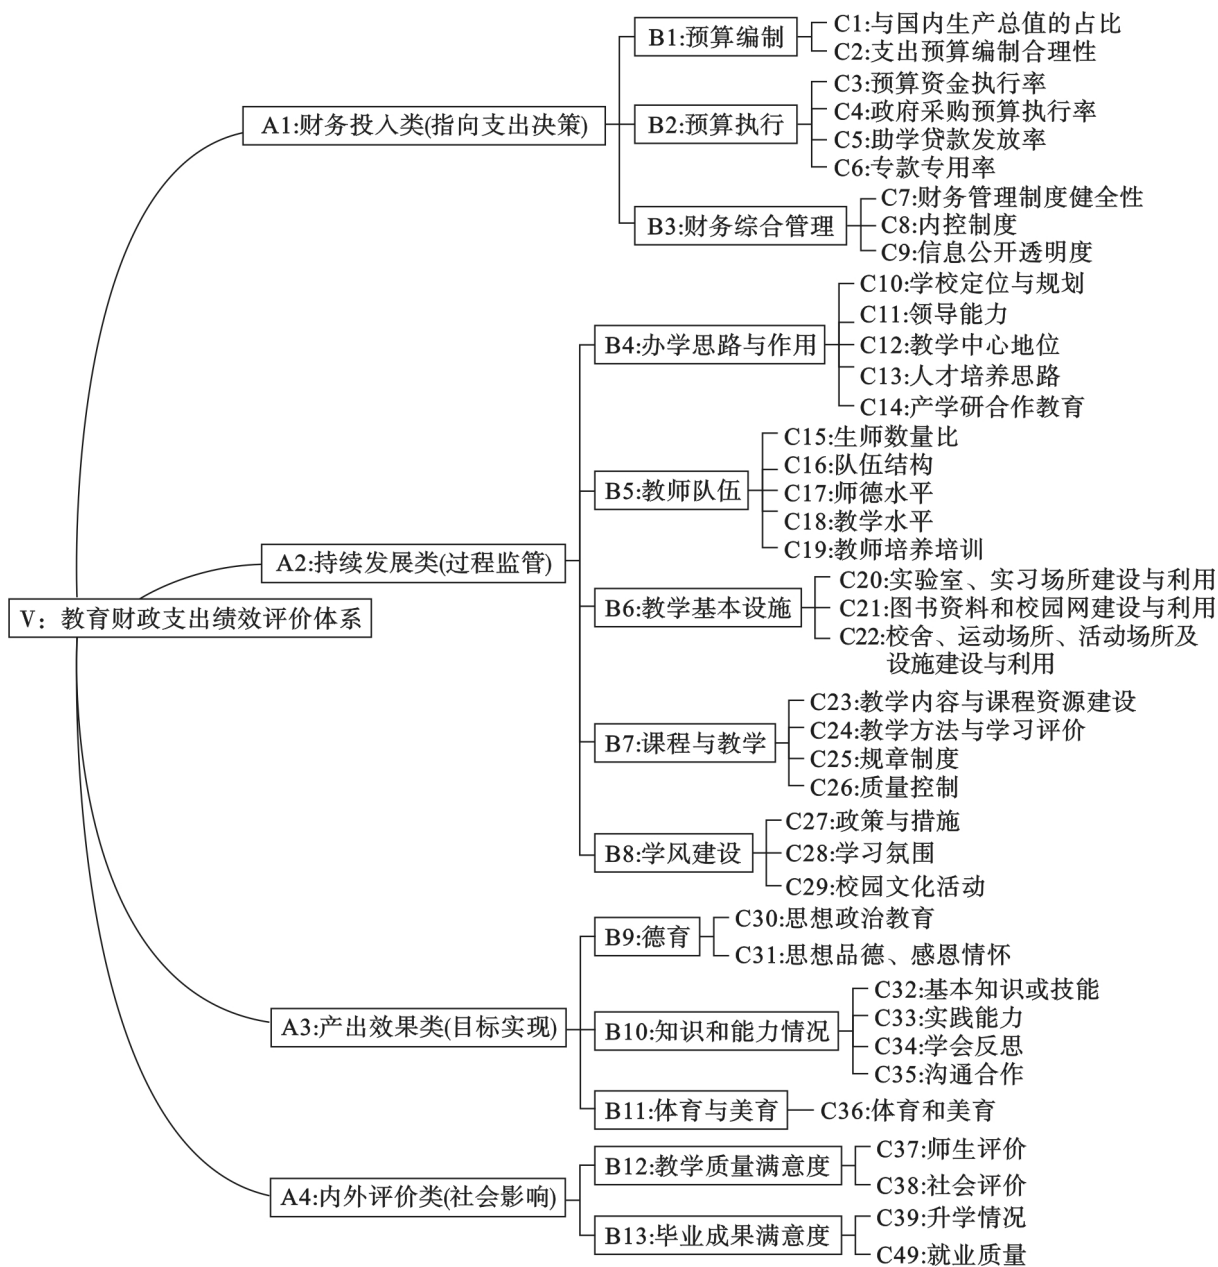 V：教育财政支出绩效评价体系
A1:财务投入类(指向支出决策)
B1:预算编制
C1:与国内生产总值的占比
C2:支出预算编制合理性
B2:预算执行
C3:预算资金执行率
C4:政府采购预算执行率
C5:助学贷款发放率
C6:专款专用率
B3:财务综合管理
C7:财务管理制度健全性
C8:内控制度
C9:信息公开透明度
A2:持续发展类(过程监管)
B4:办学思路与作用
C10:学校定位与规划
C11:领导能力
C12:教学中心地位
C13:人才培养思路
C14:产学研合作教育
B5:教师队伍
C15:生师数量比
C16:队伍结构
C17:师德水平
C18:教学水平
C19:教师培养培训
B6:教学基本设施
C20:实验室、实习场所建设与利用
C21:图书资料和校园网建设与利用
C22:校舍、运动场所、活动场所及
设施建设与利用
B7:课程与教学
C23:教学内容与课程资源建设
C24:教学方法与学习评价
C25:规章制度
C26:质量控制
B8:学风建设
C27:政策与措施
C28:学习氛围
C29:校园文化活动
A3:产出效果类(目标实现)
B9:德育
C30:思想政治教育
C31:思想品德、感恩情怀
B10:知识和能力情况
C32:基本知识或技能
C33:实践能力
C34:学会反思
C35:沟通合作
B11:体育与美育
C36:体育和美育
A4:内外评价类(社会影响)
B12:教学质量满意度
C37:师生评价
C38:社会评价
B13:毕业成果满意度
C39:升学情况
C49:就业质量